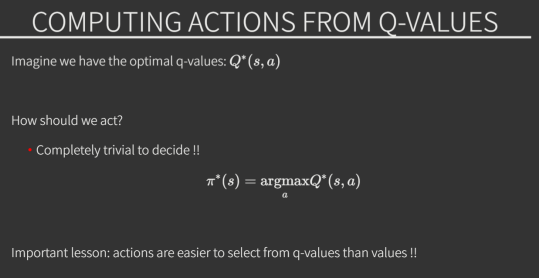 COMPUTING ACTIONS FROM Q-VALUES
Imagine we have the optimal q-values: Q*(s, a)
How should we act?
• Completely trivial to decide !!
π*(s) = argmax Q*(s, a)
a
Important lesson: actions are easier to select from q-values than values !!